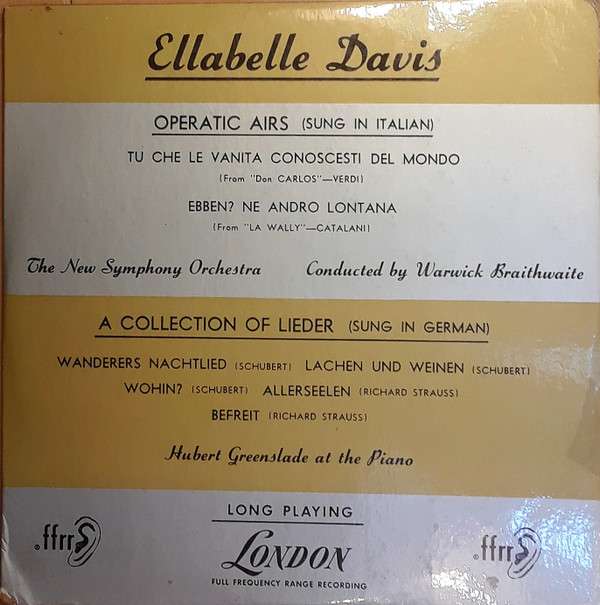 Ellabelle Davis
OPERATIC AIRS (SUNG IN ITALIAN)
TU CHE LE VANITA CONOSCESTI DEL MONDO
(From "Don CARLOS"—VERDI)
EBBEN? NE ANDRO LONTANA
(From "LA WALLY"—CATALANI)
The New Symphony Orchestra Conducted by Warwick Braithwaite
A COLLECTION OF LIEDER (SUNG IN GERMAN)
WANDERERS NACHTLIED (SCHUBERT) LACHEN UND WEINEN (SCHUBERT)
WOHIN? (SCHUBERT) ALLERSEELEN (RICHARD STRAUSS)
BEFREIT (RICHARD STRAUSS)
Hubert Greenslade at the Piano
LONG PLAYING
ffrr ffrr
LONDON
FULL FREQUENCY RANGE RECORDING